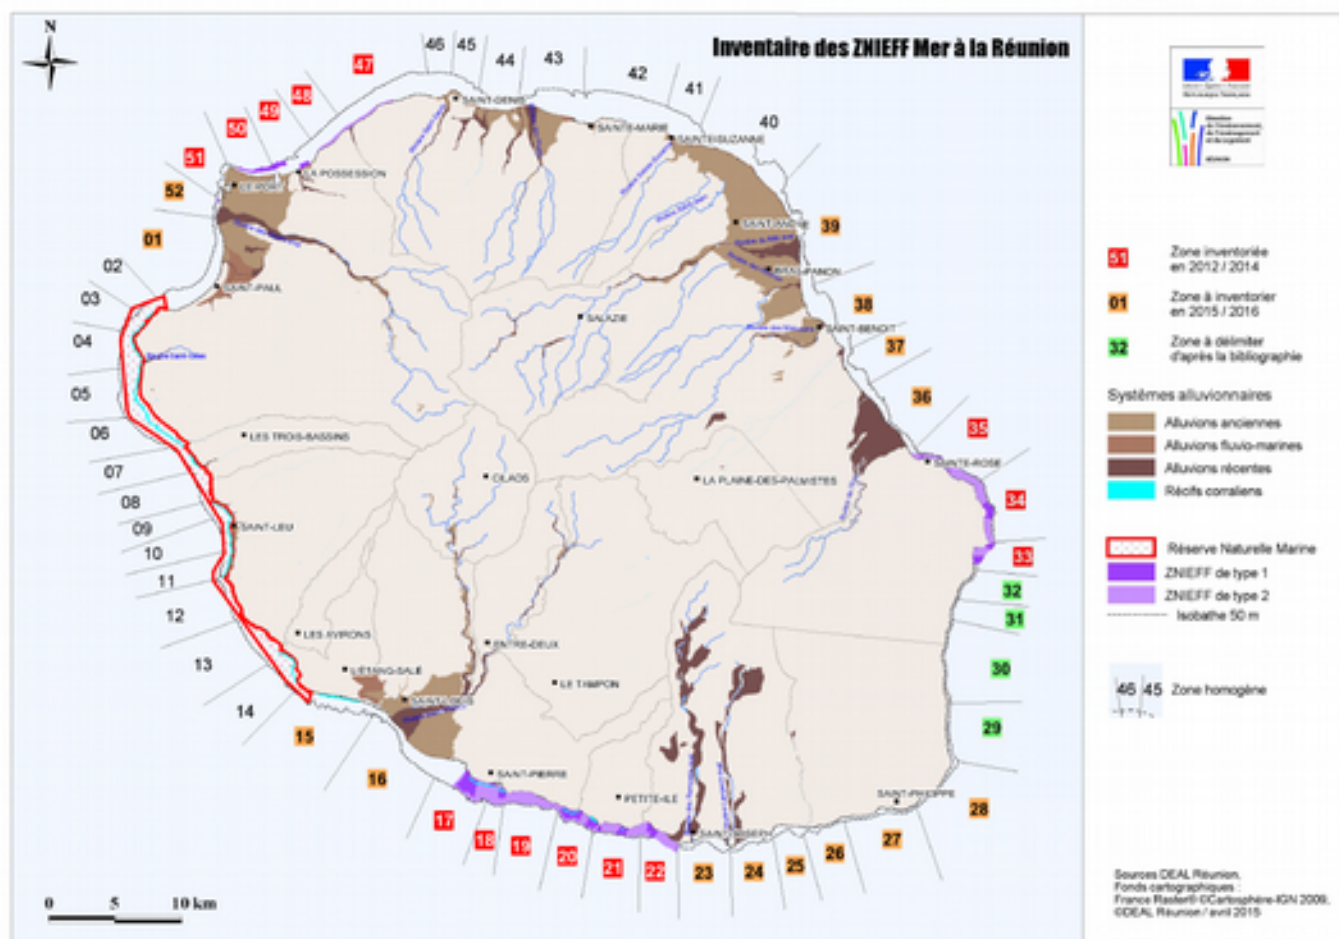 Inventaire des ZNIEFF Mer à la Réunion
N
46
45
44
43
42
41
40
47
48
49
50
51
52
01
02
03
04
05
06
07
08
09
10
11
12
13
14
15
16
17
18
19
20
21
22
23
24
25
26
27
28
29
30
31
32
33
34
35
36
37
38
39
SAINT-DENIS
SAINTE-MARIE
SAINTE-SUZANNE
LA POSSESSION
LE PORT
SAINT-ANDRE
BRAS-PANON
SAINT-PAUL
SALAZIE
SAINT-BENOIT
LES TROIS-BASSINS
SAINTE-ROSE
CILAOS
LA PLAINE-DES-PALMISTES
SAINT-LEU
LES AVIRONS
ENTRE-DEUX
L'ETANG-SALE
LE TAMPON
SAINT-LOUIS
SAINT-PIERRE
PETITE-ILE
SAINT-PHILIPPE
SAINT-JOSEPH
0 5 10 km
51 Zone inventoriée
en 2012 / 2014
01 Zone à inventorier
en 2015 / 2016
32 Zone à délimiter
d'après la bibliographie
Systèmes alluvionnaires
Alluvions anciennes
Alluvions fluvio-marines
Alluvions récentes
Récifs corraliens
Réserve Naturelle Marine
ZNIEFF de type 1
ZNIEFF de type 2
Isobathe 50 m
46 45 Zone homogène
Sources DEAL Réunion,
Fonds cartographiques :
France Raster® ©Cartosphère-IGN 2009,
©DEAL Réunion / avril 2015